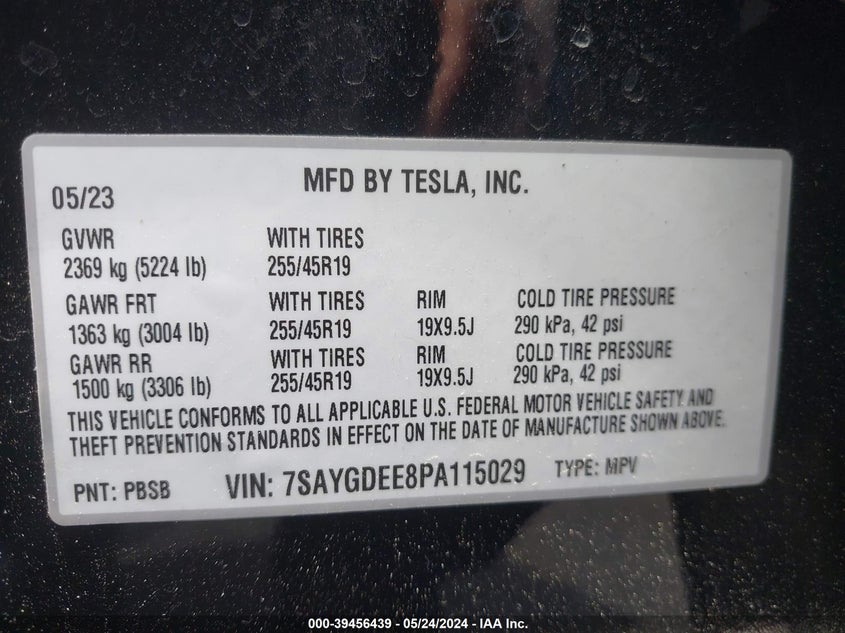 MFD BY TESLA, INC.
05/23
GVWR WITH TIRES
2369 kg (5224 lb) 255/45R19
GAWR FRT WITH TIRES RIM COLD TIRE PRESSURE
1363 kg (3004 lb) 255/45R19 19X9.5J 290 kPa, 42 psi
GAWR RR WITH TIRES RIM COLD TIRE PRESSURE
1500 kg (3306 lb) 255/45R19 19X9.5J 290 kPa, 42 psi
THIS VEHICLE CONFORMS TO ALL APPLICABLE U.S. FEDERAL MOTOR VEHICLE SAFETY AND
THEFT PREVENTION STANDARDS IN EFFECT ON THE DATE OF MANUFACTURE SHOWN ABOVE.
PNT: PBSB VIN: 7SAYGDEE8PA115029 TYPE: MPV
000-39456439 - 05/24/2024 - IAA Inc.